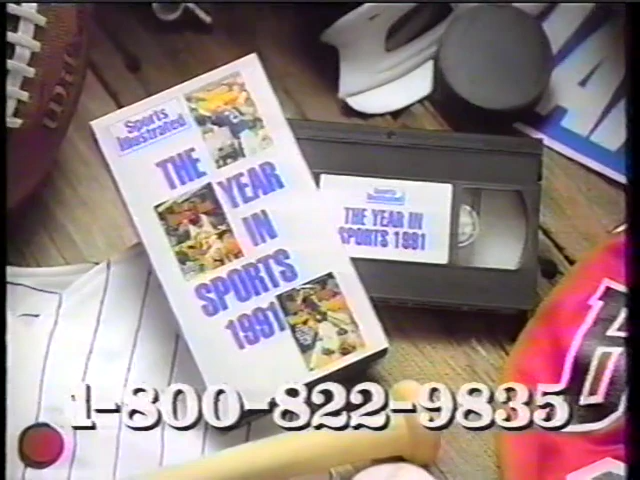 Sports
Illustrated
THE
YEAR
IN
SPORTS
1991
Sports
Illustrated
THE YEAR IN
SPORTS 1991
1-800-822-9835